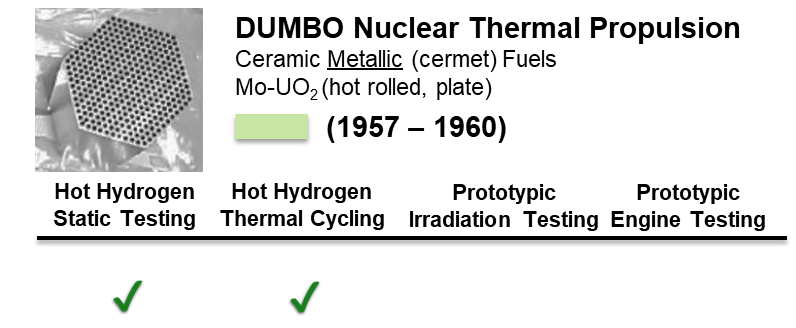 DUMBO Nuclear Thermal Propulsion
Ceramic Metallic (cermet) Fuels
Mo-UO₂ (hot rolled, plate)
(1957 – 1960)
Hot Hydrogen Static Testing
Hot Hydrogen Thermal Cycling
Prototypic Irradiation Testing
Prototypic Engine Testing
✓ ✓